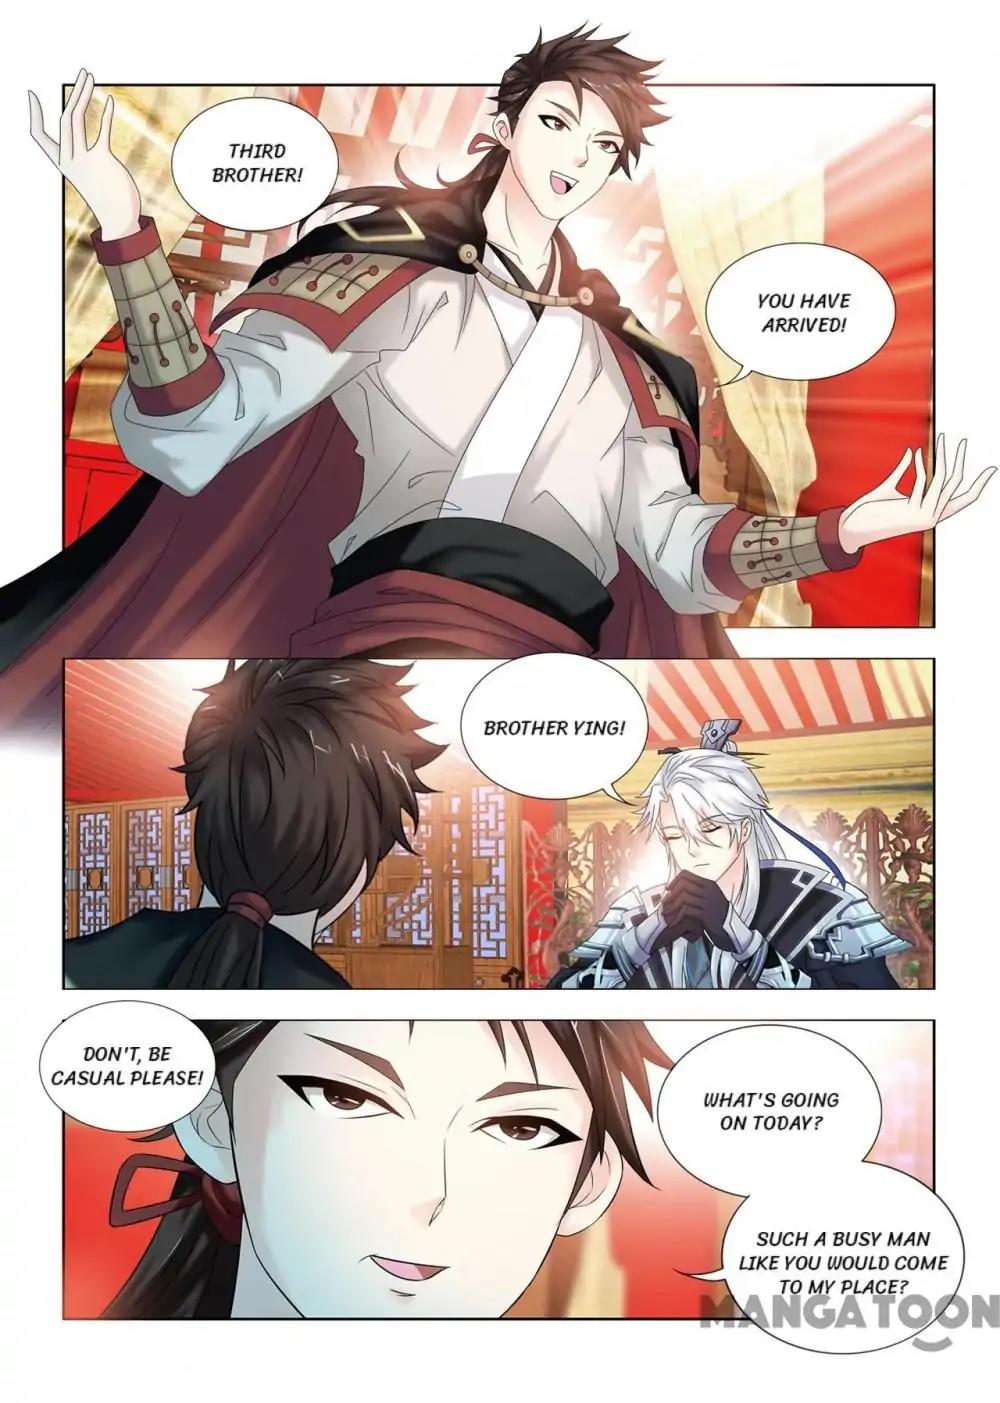 THIRD
BROTHER!
YOU HAVE
ARRIVED!
BROTHER YING!
DON'T, BE
CASUAL PLEASE!
WHAT'S GOING
ON TODAY?
SUCH A BUSY MAN
LIKE YOU WOULD COME
TO MY PLACE?
MANGATOON